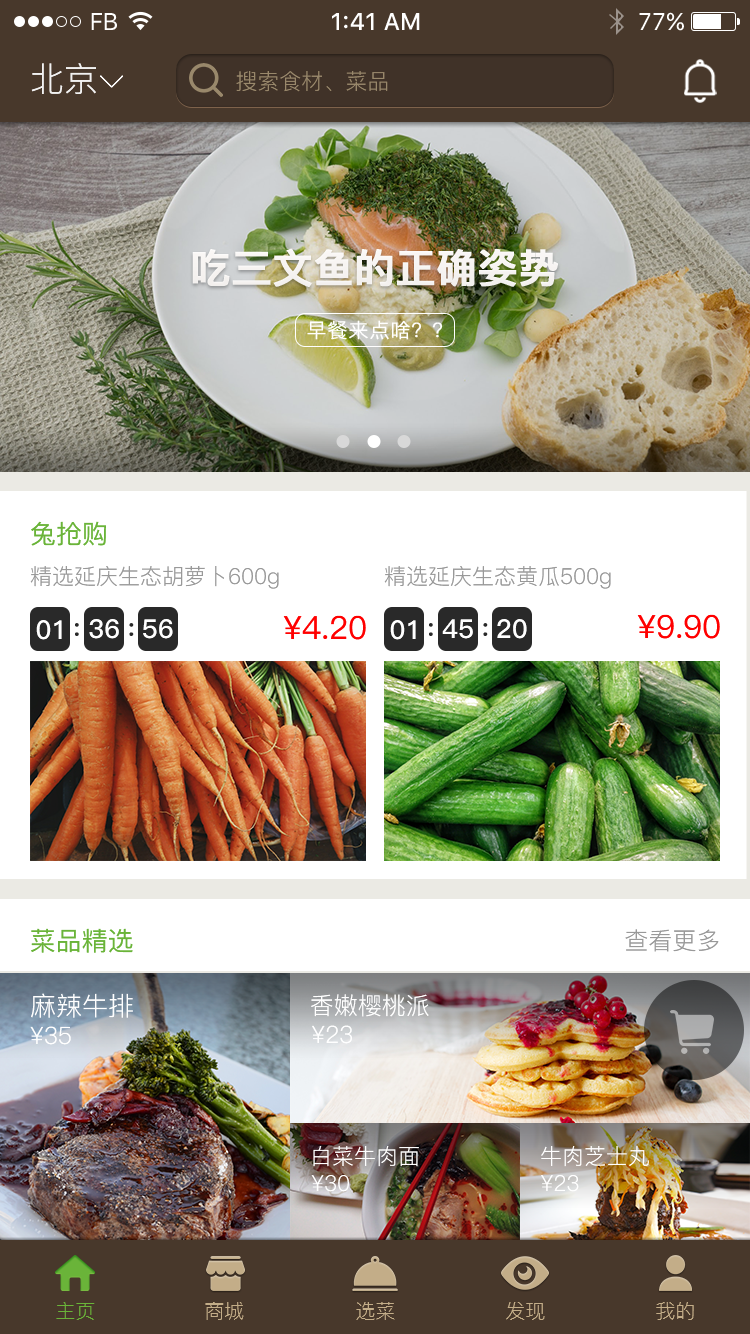 FB 1:41 AM 77%
北京 搜索食材、菜品
吃三文鱼的正确姿势
早餐来点啥？？
兔抢购
精选延庆生态胡萝卜600g 精选延庆生态黄瓜500g
01:36:56 ¥4.20 01:45:20 ¥9.90
菜品精选 查看更多
麻辣牛排 香嫩樱桃派
¥35 ¥23
白菜牛肉面 牛肉芝士丸
¥30 ¥23
主页 商城 选菜 发现 我的